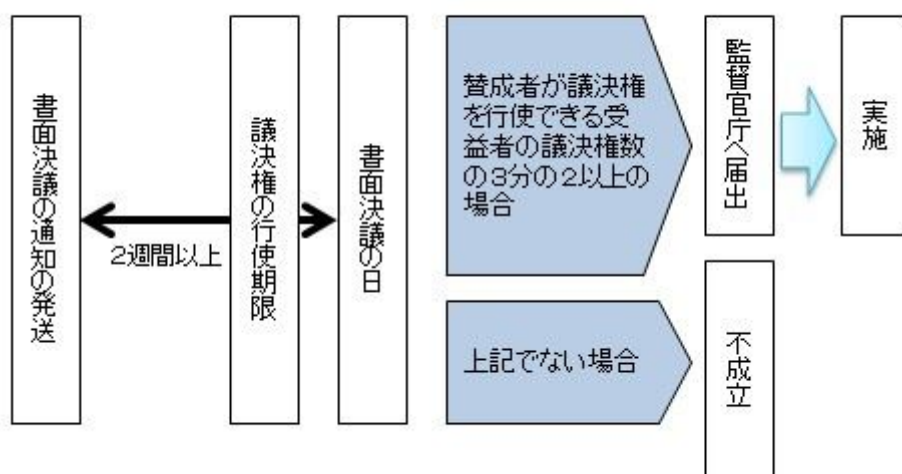 書面決議の通知の発送
2週間以上
議決権の行使期限
書面決議の日
賛成者が議決権
を行使できる受
益者の議決権数
の3分の2以上の
場合
監督官庁へ届出
実施
上記でない場合
不成立